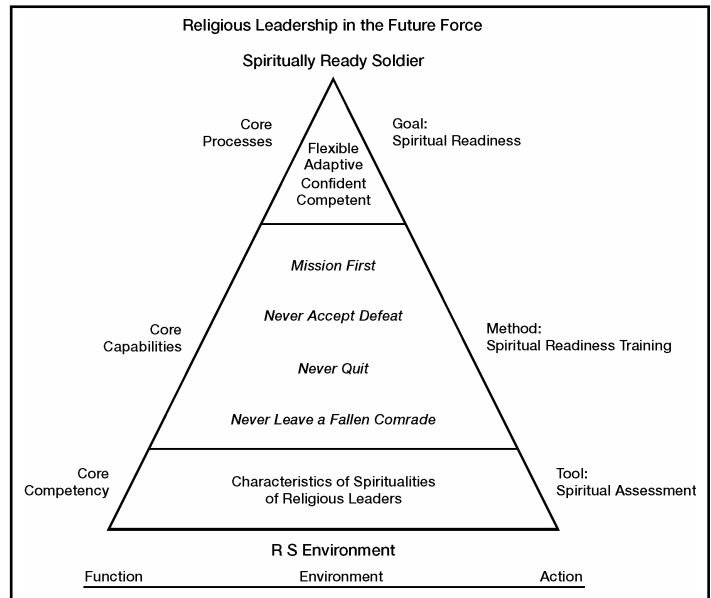 Religious Leadership in the Future Force
Spiritually Ready Soldier
Core
Processes
Goal:
Spiritual Readiness
Flexible
Adaptive
Confident
Competent
Mission First
Never Accept Defeat
Never Quit
Never Leave a Fallen Comrade
Core
Capabilities
Method:
Spiritual Readiness Training
Core
Competency
Characteristics of Spiritualities
of Religious Leaders
Tool:
Spiritual Assessment
R S Environment
Function Environment Action